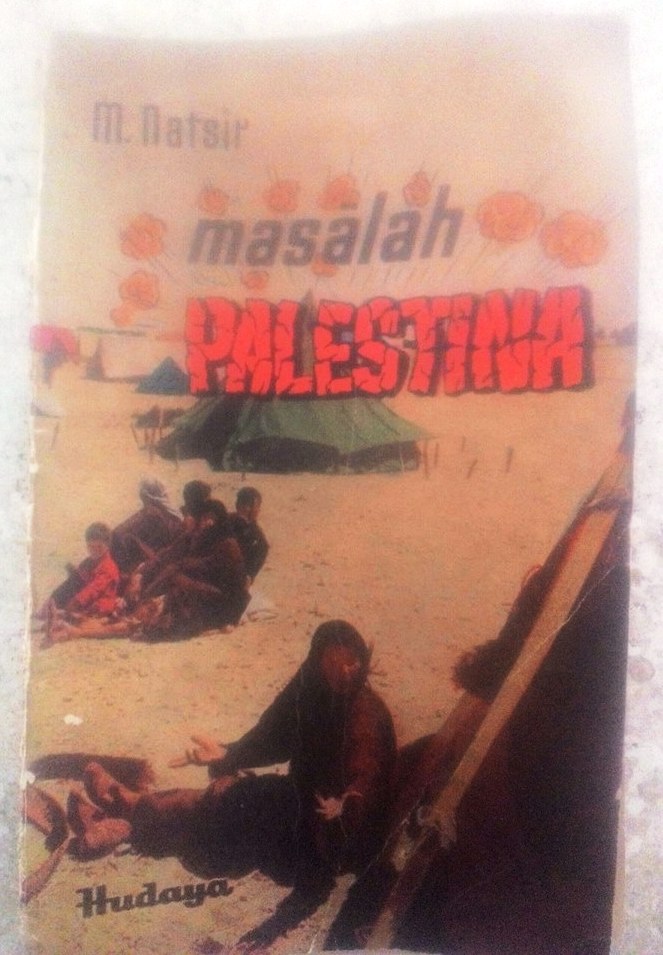 M. Natsir
masalah
PALESTINA
Hudaya